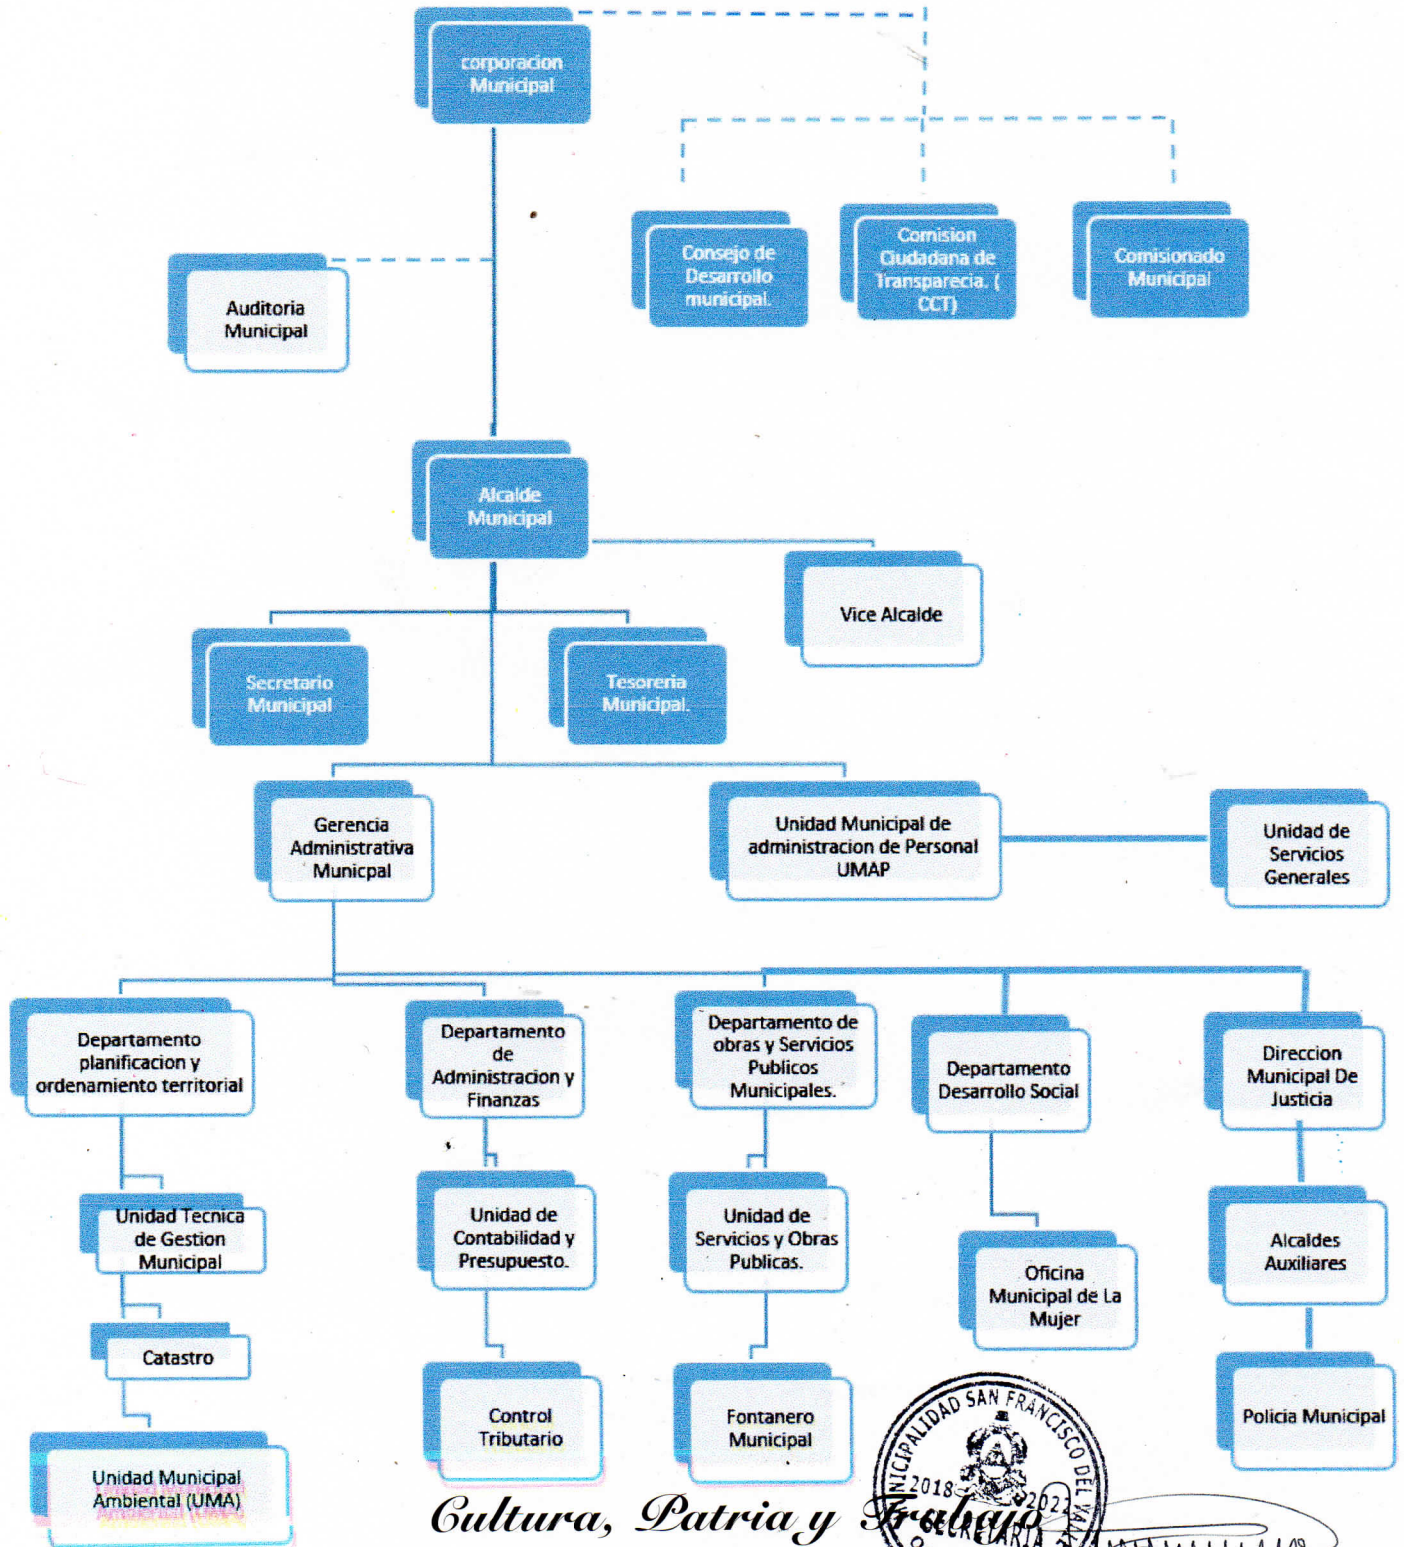 corporacion
Municipal
Consejo de
Desarrollo
municipal.
Comision
Ciudadana de
Transparecia. (
CCT)
Comisionado
Municipal
Auditoria
Municipal
Alcalde
Municipal
Vice Alcalde
Secretario
Municipal
Tesoreria
Municipal.
Gerencia
Administrativa
Municpal
Unidad Municipal de
administracion de Personal
UMAP
Unidad de
Servicios
Generales
Departamento
planificacion y
ordenamiento territorial
Departamento
de
Administracion y
Finanzas
Departamento de
obras y Servicios
Publicos
Municipales.
Departamento
Desarrollo Social
Direccion
Municipal De
Justicia
Unidad Tecnica
de Gestion
Municipal
Unidad de
Contabilidad y
Presupuesto.
Unidad de
Servicios y Obras
Publicas.
Oficina
Municipal de La
Mujer
Alcaldes
Auxiliares
Catastro
Control
Tributario
Fontanero
Municipal
Policia Municipal
Unidad Municipal
Ambiental (UMA)
SAN FRANCISCO DEL
2018 2022
SECRETARIA
Cultura, Patria y Trabajo